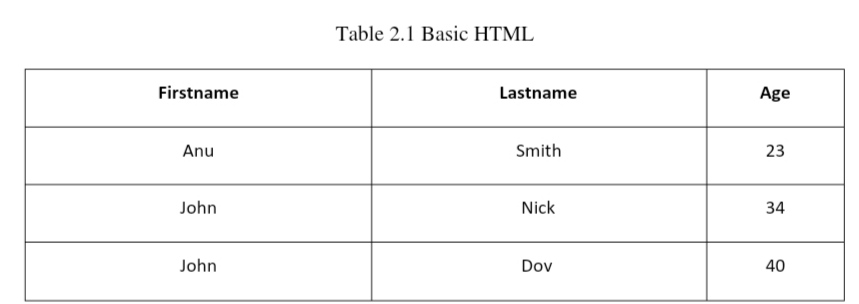 Table 2.1 Basic HTML
Firstname Lastname Age
Anu Smith 23
John Nick 34
John Dov 40